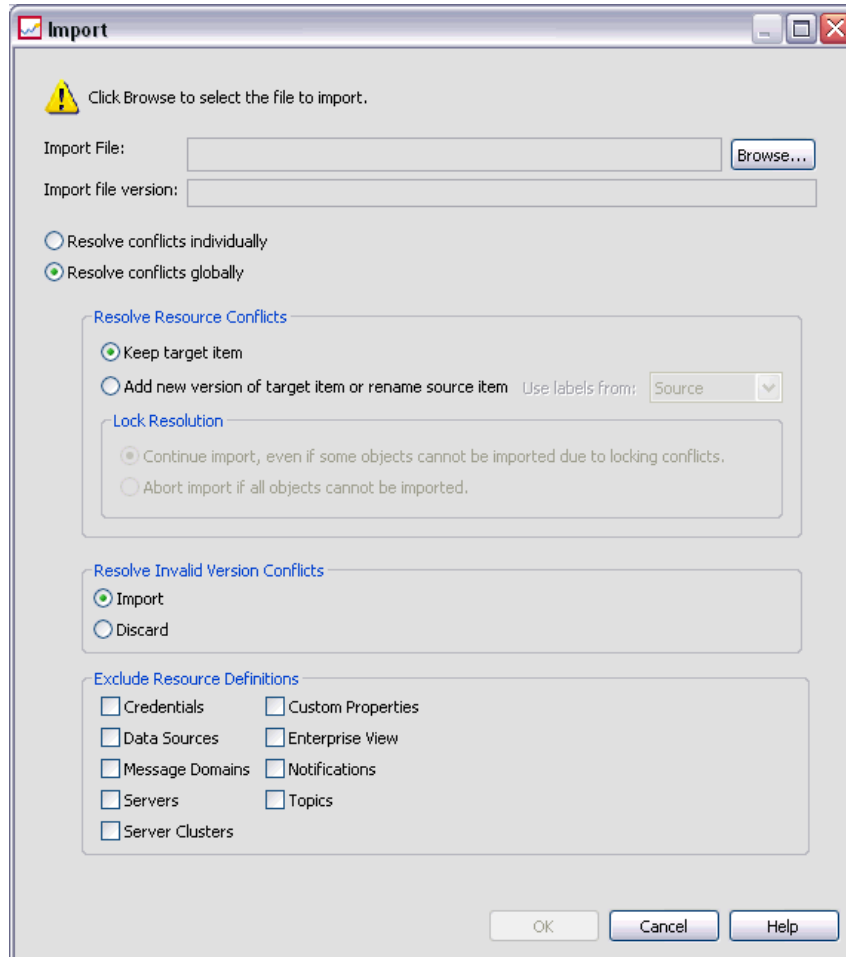 Import
Click Browse to select the file to import.
Import File:
Browse...
Import file version:
Resolve conflicts individually
Resolve conflicts globally
Resolve Resource Conflicts
Keep target item
Add new version of target item or rename source item Use labels from: Source
Lock Resolution
Continue import, even if some objects cannot be imported due to locking conflicts.
Abort import if all objects cannot be imported.
Resolve Invalid Version Conflicts
Import
Discard
Exclude Resource Definitions
Credentials Custom Properties
Data Sources Enterprise View
Message Domains Notifications
Servers Topics
Server Clusters
OK Cancel Help